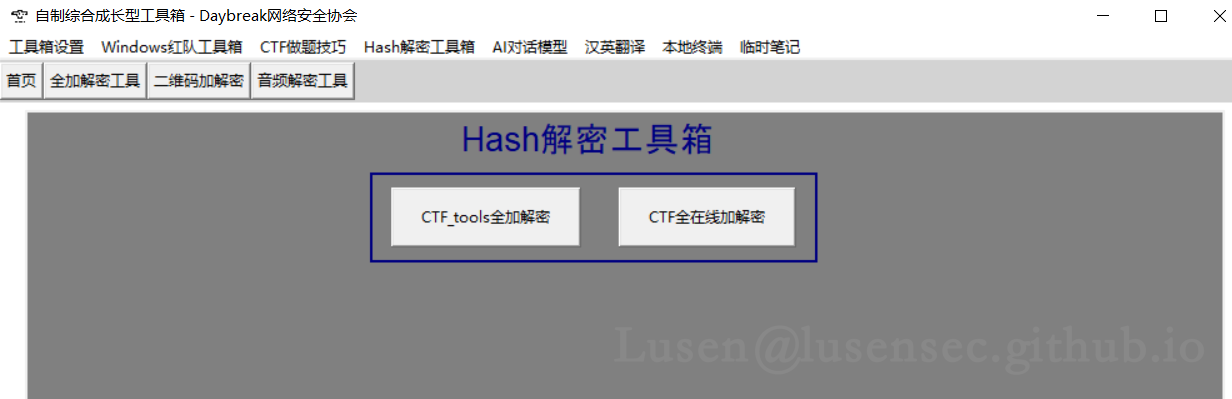 自制综合成长型工具箱 - Daybreak网络安全协会
工具箱设置 Windows红队工具箱 CTF做题技巧 Hash解密工具箱 AI对话模型 汉英翻译 本地终端 临时笔记
首页 全加解密工具 二维码加解密 音频解密工具
Hash解密工具箱
CTF_tools全加解密 CTF全在线加解密
Lusen@lusensec.github.io